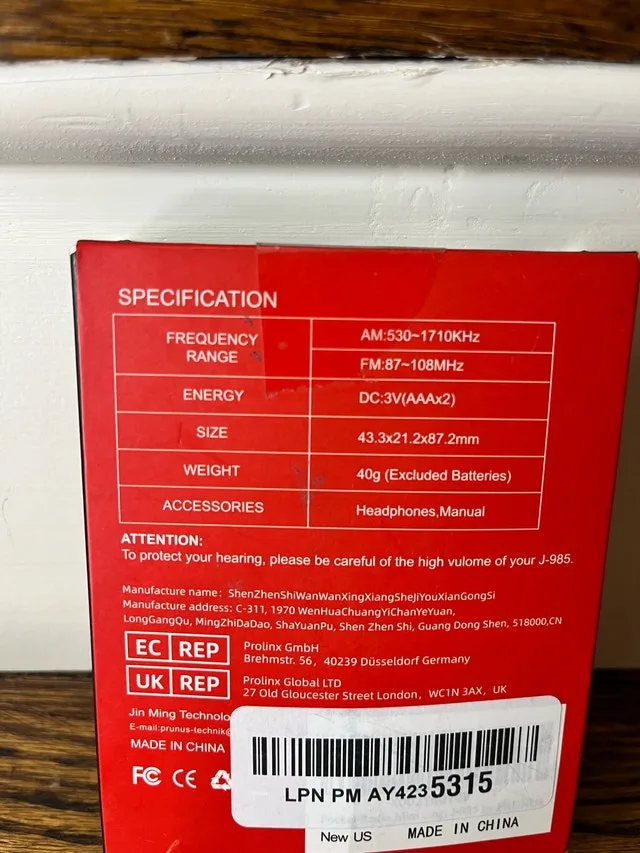 SPECIFICATION
FREQUENCY RANGE AM:530~1710KHz
FM:87~108MHz
ENERGY DC:3V(AAAx2)
SIZE 43.3x21.2x87.2mm
WEIGHT 40g (Excluded Batteries)
ACCESSORIES Headphones,Manual
ATTENTION:
To protect your hearing, please be careful of the high vulome of your J-985.
Manufacture name: ShenZhenShiWanWanXingXiangSheJiYouXianGongSi
Manufacture address: C-311, 1970 WenHuaChuangYiChanYeYuan,
LongGangQu, MingZhiDaDao, ShaYuanPu, Shen Zhen Shi, Guang Dong Shen, 518000,CN
EC REP Prolinx GmbH
Brehmstr. 56, 40239 Düsseldorf Germany
UK REP Prolinx Global LTD
27 Old Gloucester Street London, WC1N 3AX, UK
Jin Ming Technolo
E-mail:prunus-technik
MADE IN CHINA
FC CE
LPN PM AY4235315
New US MADE IN CHINA